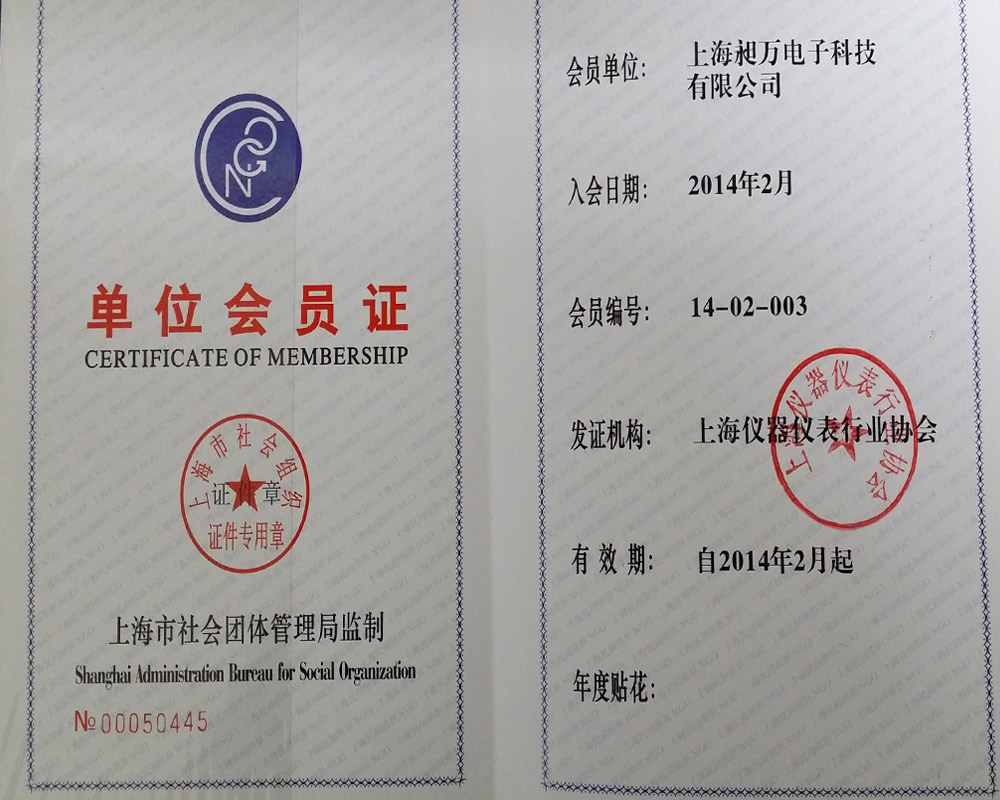 单位会员证
CERTIFICATE OF MEMBERSHIP
上海市社会组织
证件章
证件专用章
上海市社会团体管理局监制
Shanghai Administration Bureau for Social Organization
№00050445
会员单位：上海昶万电子科技
有限公司
入会日期：2014年2月
会员编号：14-02-003
发证机构：上海仪器仪表行业协会
上海仪器仪表行业协会
有效期：自2014年2月起
年度贴花：